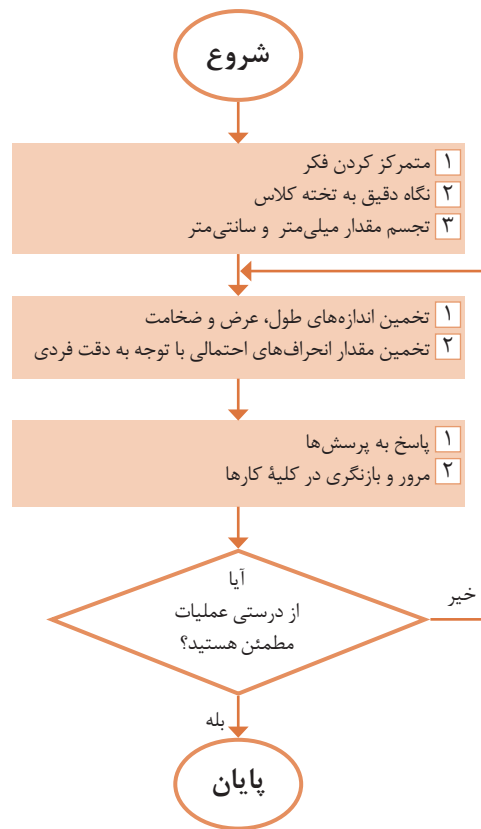 شروع
۱ متمرکز کردن فکر
۲ نگاه دقیق به تخته کلاس
۳ تجسم مقدار میلی‌متر و سانتی‌متر
۱ تخمین اندازه‌های طول، عرض و ضخامت
۲ تخمین مقدار انحراف‌های احتمالی با توجه به دقت فردی
۱ پاسخ به پرسش‌ها
۲ مرور و بازنگری در کلیهٔ کارها
آیا
از درستی عملیات
مطمئن هستید؟
خیر
بله
پایان